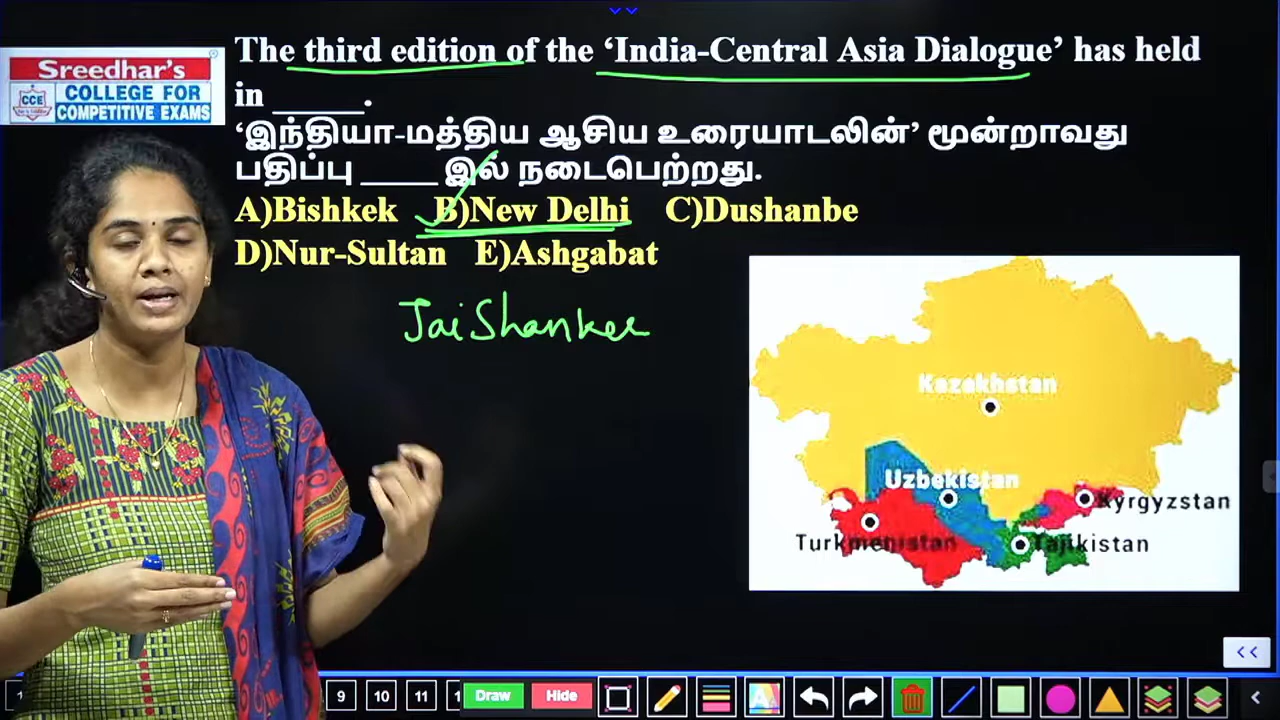 The third edition of the ‘India-Central Asia Dialogue’ has held
in _____.
‘இந்தியா-மத்திய ஆசிய உரையாடலின்’ மூன்றாவது
பதிப்பு ____ இல் நடைபெற்றது.
A)Bishkek B)New Delhi C)Dushanbe
D)Nur-Sultan E)Ashgabat
Sreedhar's
CCE
COLLEGE FOR
COMPETITIVE EXAMS
JaiShanker
Kazakhstan
Uzbekistan
Kyrgyzstan
Turkmenistan
Tajikistan
<<
9 10 11
Draw Hide